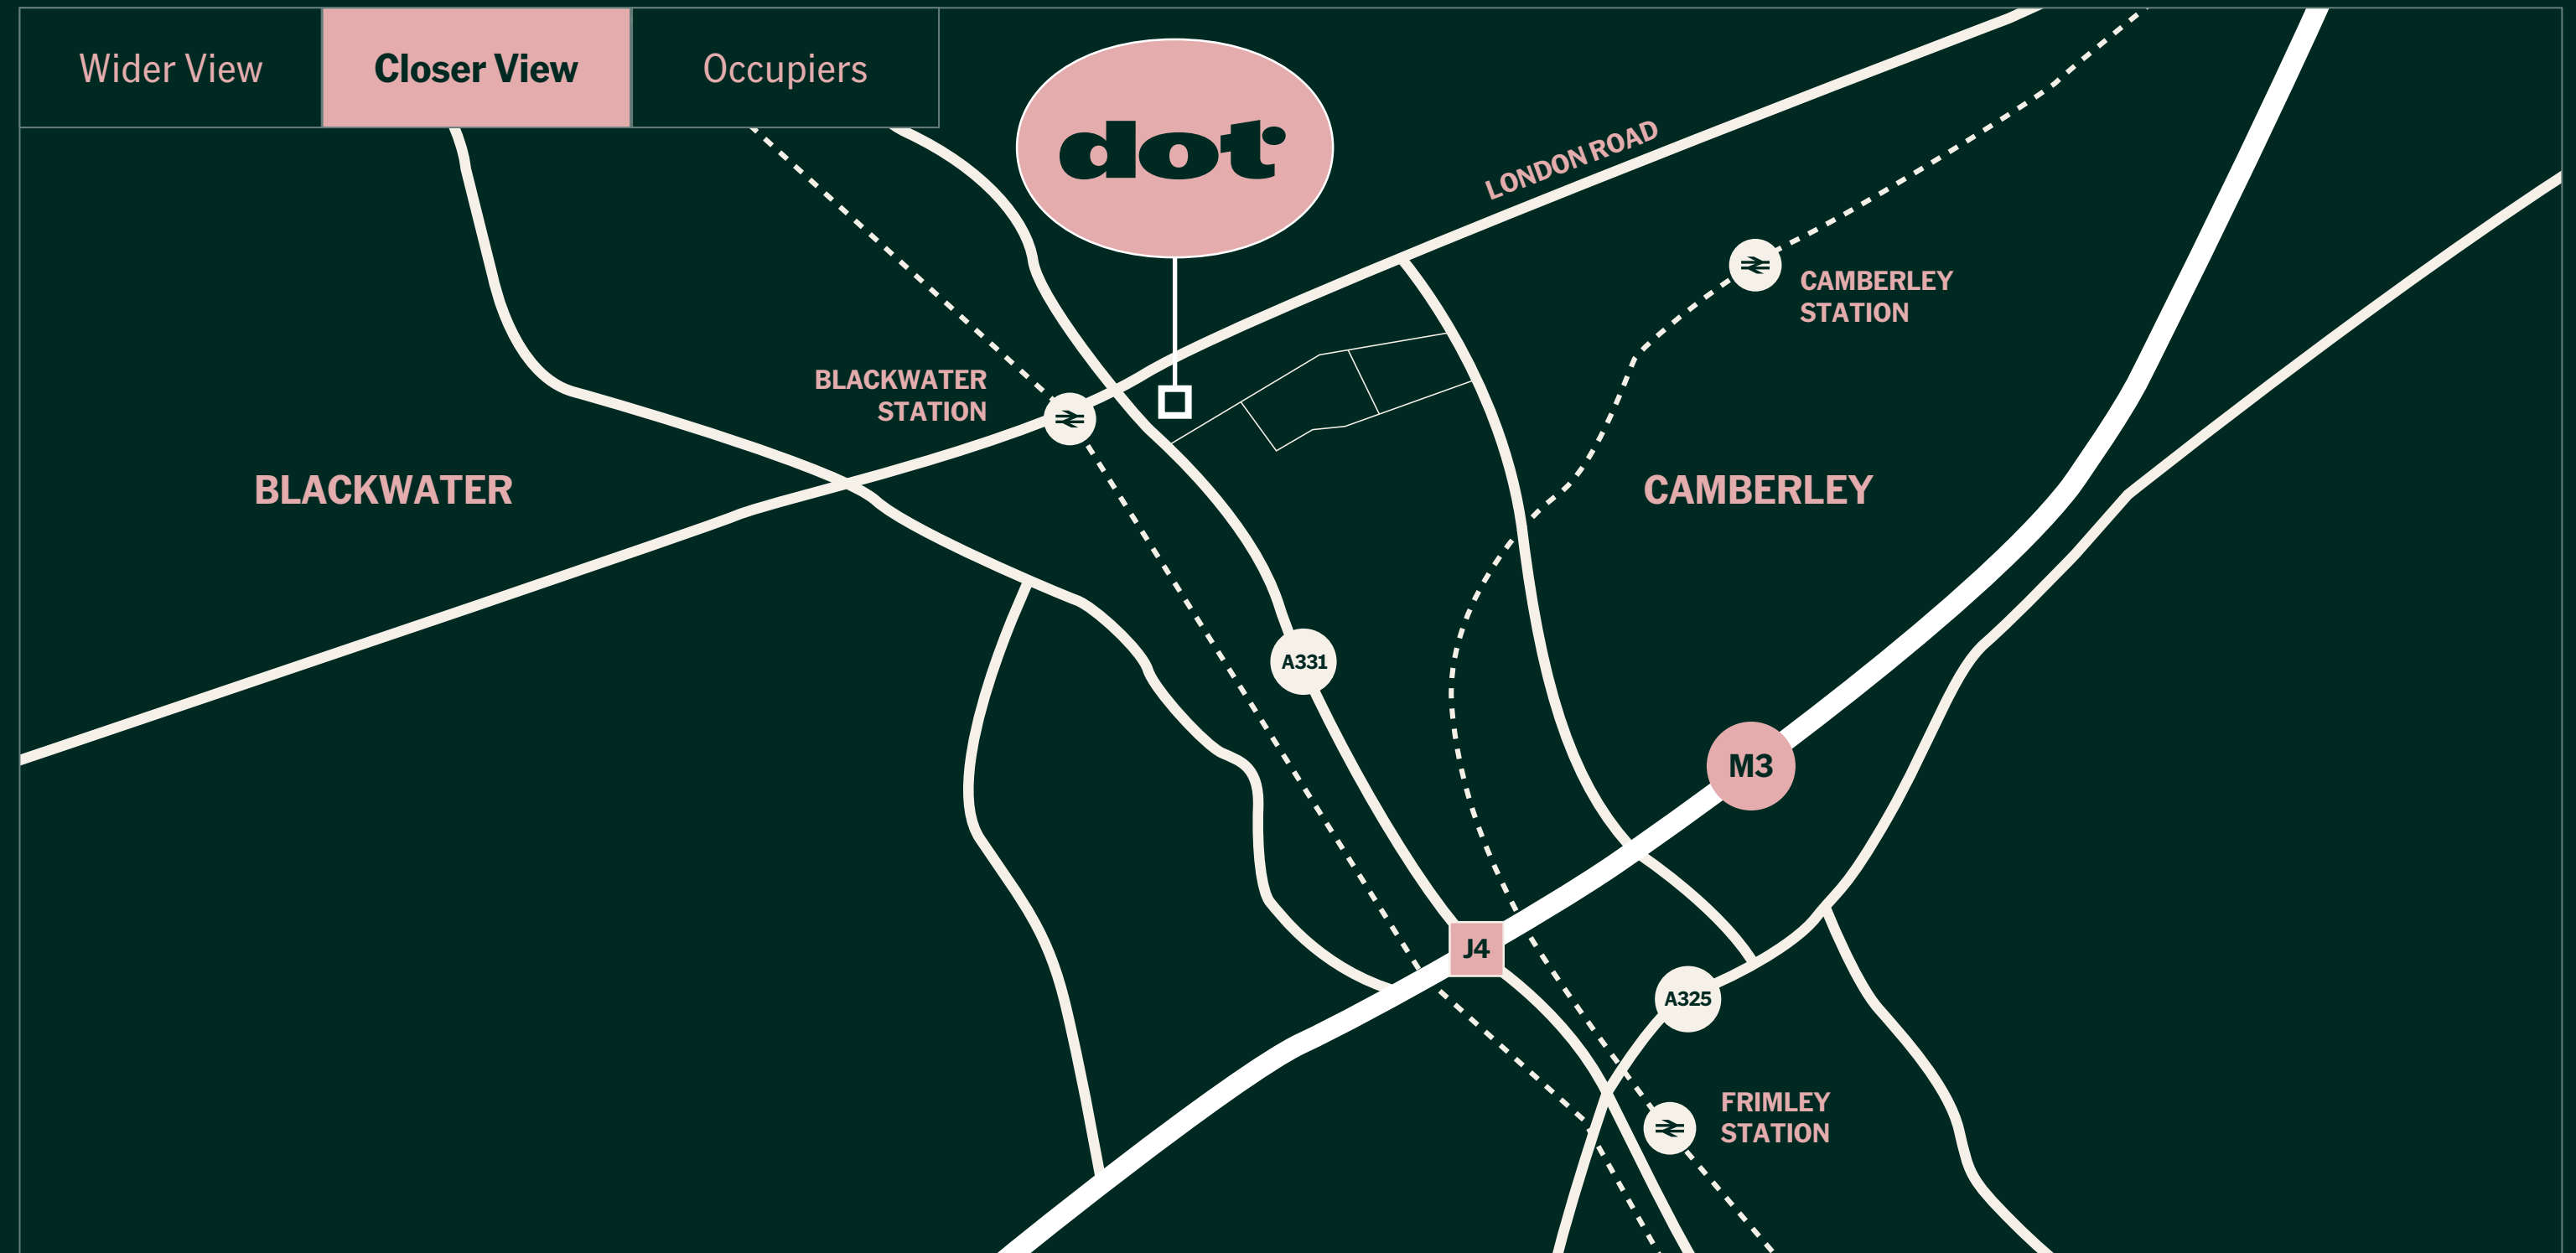 Wider View
Closer View
Occupiers
dot
LONDON ROAD
CAMBERLEY
STATION
BLACKWATER
STATION
BLACKWATER
CAMBERLEY
A331
M3
J4
A325
FRIMLEY
STATION